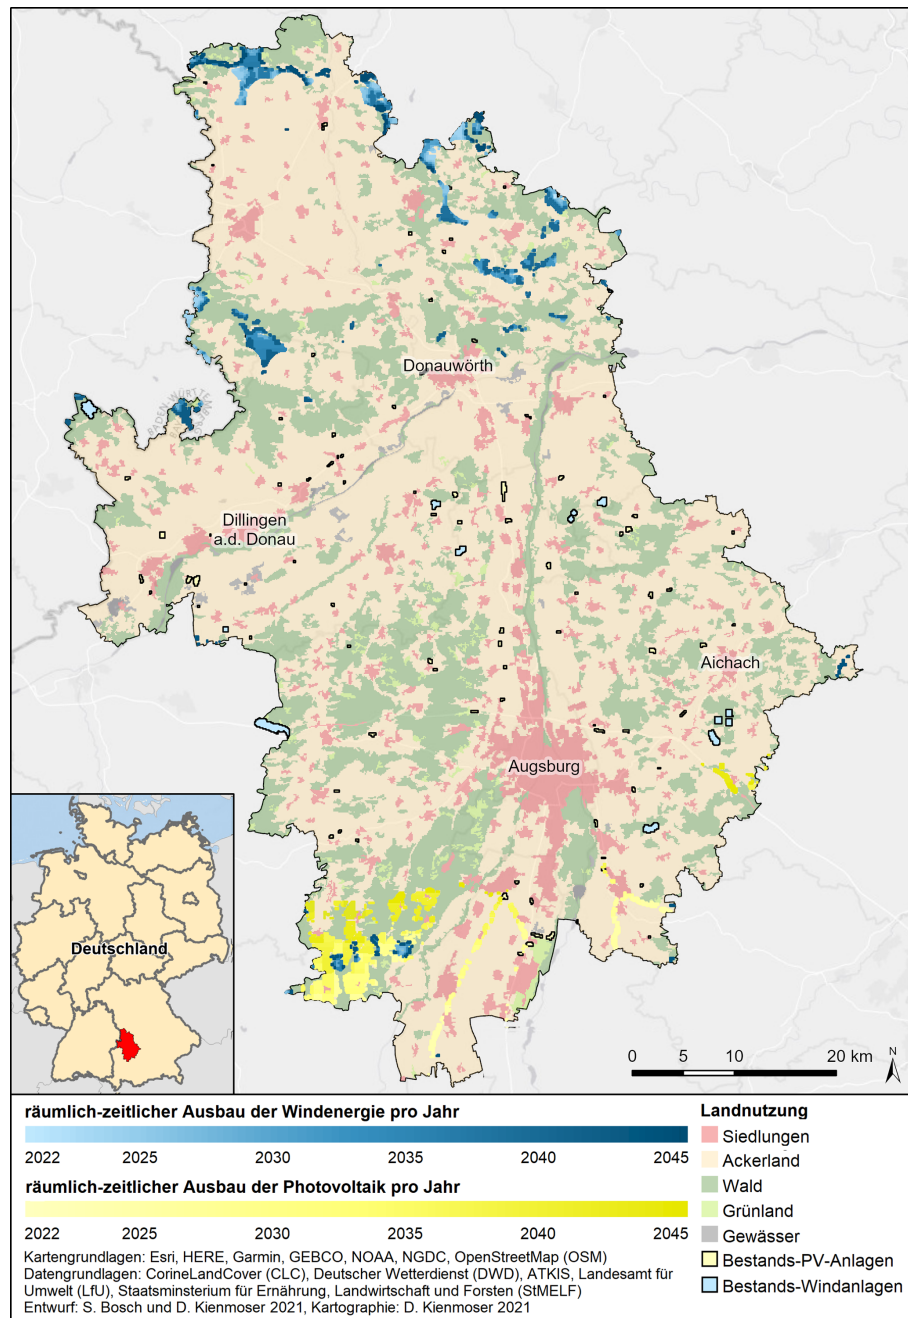 Donauwörth
Dillingen
a.d. Donau
Aichach
Augsburg
Deutschland
0 5 10 20 km
N
räumlich-zeitlicher Ausbau der Windenergie pro Jahr
2022 2025 2030 2035 2040 2045
räumlich-zeitlicher Ausbau der Photovoltaik pro Jahr
2022 2025 2030 2035 2040 2045
Kartengrundlagen: Esri, HERE, Garmin, GEBCO, NOAA, NGDC, OpenStreetMap (OSM)
Datengrundlagen: CorineLandCover (CLC), Deutscher Wetterdienst (DWD), ATKIS, Landesamt für
Umwelt (LfU), Staatsminsterium für Ernährung, Landwirtschaft und Forsten (StMELF)
Entwurf: S. Bosch und D. Kienmoser 2021, Kartographie: D. Kienmoser 2021
Landnutzung
Siedlungen
Ackerland
Wald
Grünland
Gewässer
Bestands-PV-Anlagen
Bestands-Windanlagen